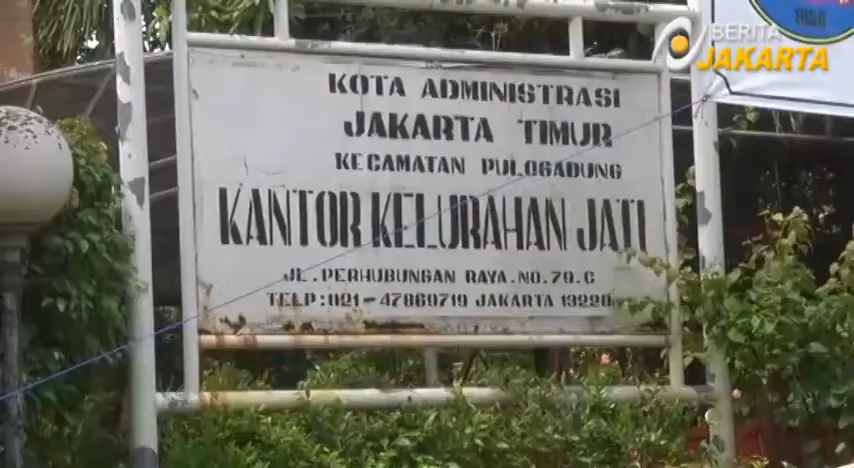 BERITA
JAKARTA
KOTA ADMINISTRASI
JAKARTA TIMUR
KECAMATAN PULOGADUNG
KANTOR KELURAHAN JATI
JL. PERHUBUNGAN RAYA. NO. 79. C
TELP: 021-47869719 JAKARTA 13220